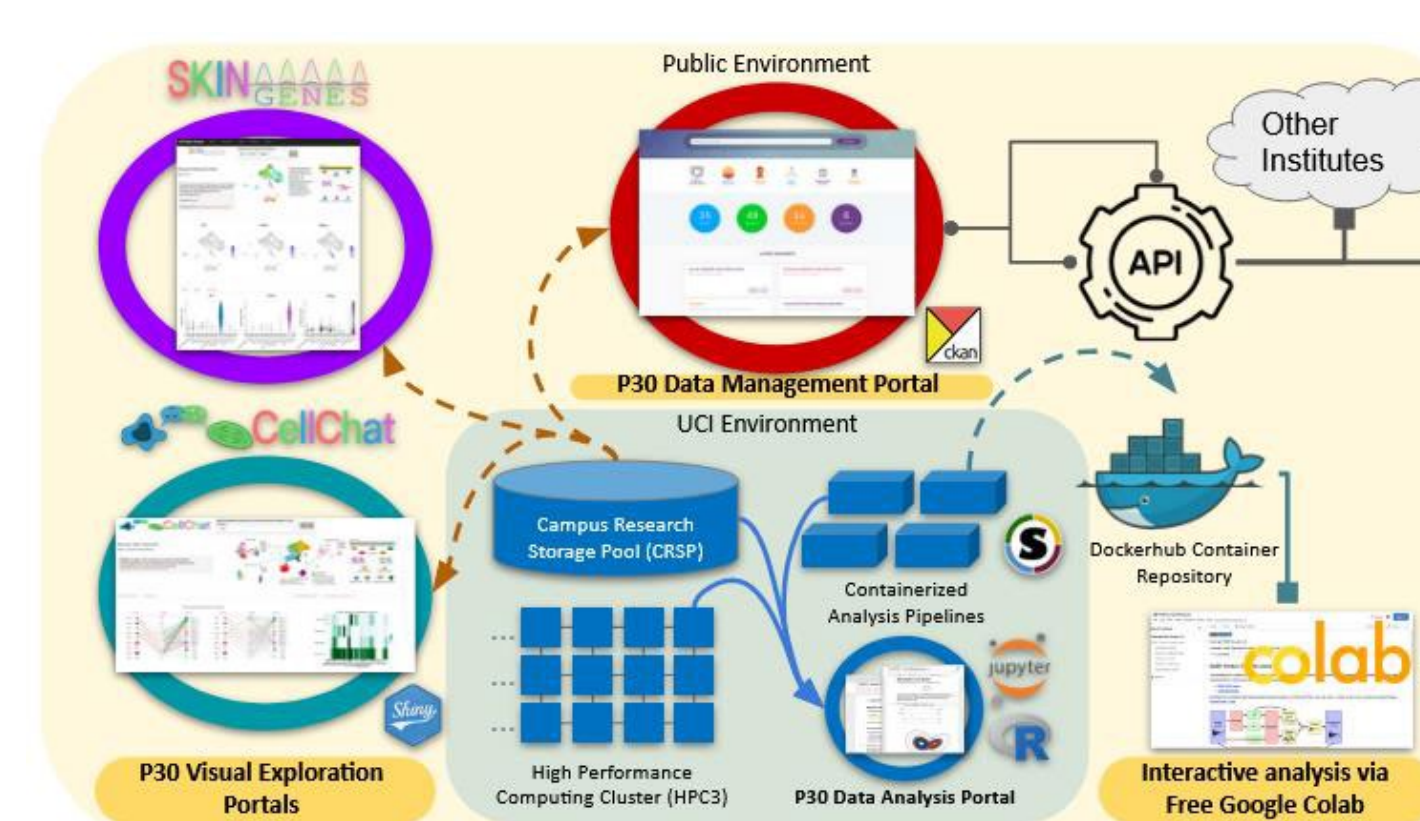 SKIN
GENES
Public Environment
Other
Institutes
API
ckan
P30 Data Management Portal
CellChat
UCI Environment
Campus Research
Storage Pool (CRSP)
S
Containerized
Analysis Pipelines
Dockerhub Container
Repository
CellChat
jupyter
colab
Shiny
R
P30 Visual Exploration
Portals
High Performance
Computing Cluster (HPC3)
P30 Data Analysis Portal
Interactive analysis via
Free Google Colab